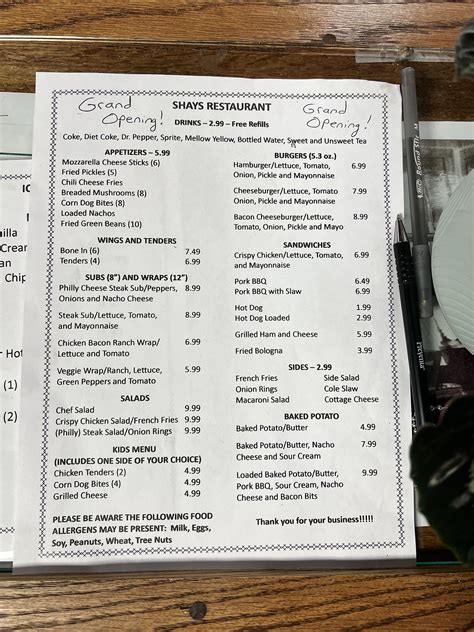 Grand Opening!
SHAYS RESTAURANT
Grand Opening!
DRINKS – 2.99 – Free Refills
Coke, Diet Coke, Dr. Pepper, Sprite, Mellow Yellow, Bottled Water, Sweet and Unsweet Tea
APPETIZERS – 5.99
Mozzarella Cheese Sticks (6)
Fried Pickles (5)
Chili Cheese Fries
Breaded Mushrooms (8)
Corn Dog Bites (8)
Loaded Nachos
Fried Green Beans (10)
WINGS AND TENDERS
Bone In (6) 7.49
Tenders (4) 6.99
SUBS (8") AND WRAPS (12")
Philly Cheese Steak Sub/Peppers, 8.99
Onions and Nacho Cheese
Steak Sub/Lettuce, Tomato, 8.99
and Mayonnaise
Chicken Bacon Ranch Wrap/ 6.99
Lettuce and Tomato
Veggie Wrap/Ranch, Lettuce, 5.99
Green Peppers and Tomato
SALADS
Chef Salad 9.99
Crispy Chicken Salad/French Fries 9.99
(Philly) Steak Salad/Onion Rings 9.99
KIDS MENU
(INCLUDES ONE SIDE OF YOUR CHOICE)
Chicken Tenders (2) 4.99
Corn Dog Bites (4) 4.99
Grilled Cheese 4.99
PLEASE BE AWARE THE FOLLOWING FOOD
ALLERGENS MAY BE PRESENT: Milk, Eggs,
Soy, Peanuts, Wheat, Tree Nuts
BURGERS (5.3 oz.)
Hamburger/Lettuce, Tomato, 6.99
Onion, Pickle and Mayonnaise
Cheeseburger/Lettuce, Tomato, 7.99
Onion, Pickle and Mayonnaise
Bacon Cheeseburger/Lettuce, 8.99
Tomato, Onion, Pickle and Mayo
SANDWICHES
Crispy Chicken/Lettuce, Tomato, 6.99
and Mayonnaise
Pork BBQ 6.49
Pork BBQ with Slaw 6.99
Hot Dog 1.99
Hot Dog Loaded 2.99
Grilled Ham and Cheese 5.99
Fried Bologna 3.99
SIDES – 2.99
French Fries Side Salad
Onion Rings Cole Slaw
Macaroni Salad Cottage Cheese
BAKED POTATO
Baked Potato/Butter 4.99
Baked Potato/Butter, Nacho 7.99
Cheese and Sour Cream
Loaded Baked Potato/Butter, 9.99
Pork BBQ, Sour Cream, Nacho
Cheese and Bacon Bits
Thank you for your business!!!!!
Hot
(1)
(2)